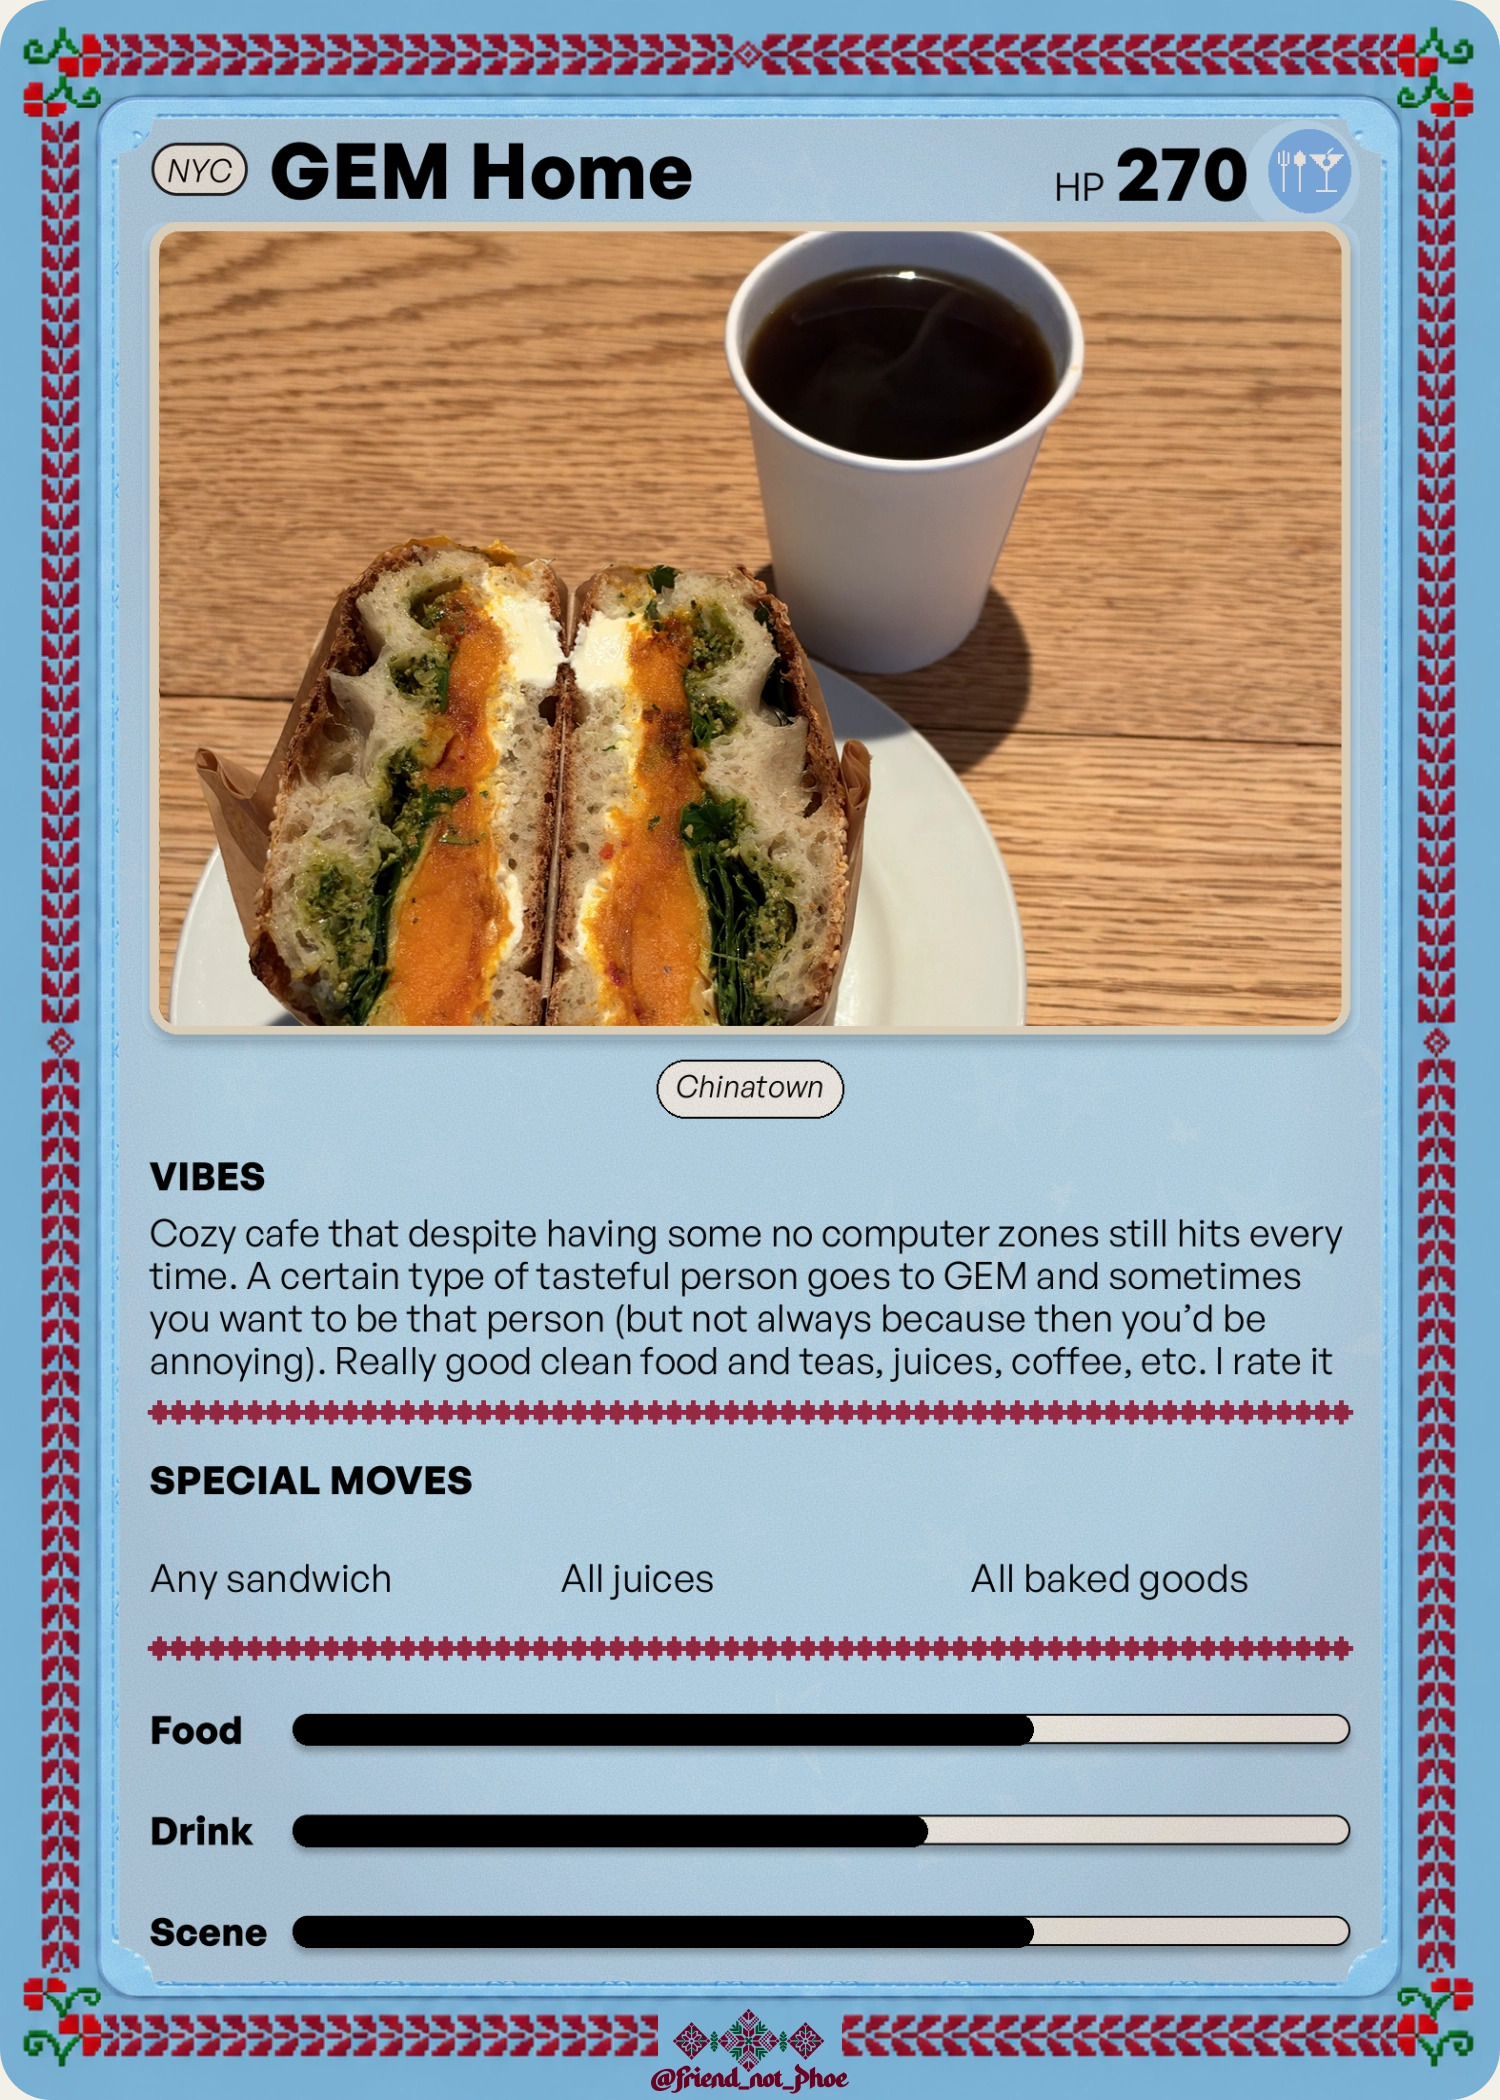 NYC GEM Home HP 270
Chinatown
VIBES
Cozy cafe that despite having some no computer zones still hits every
time. A certain type of tasteful person goes to GEM and sometimes
you want to be that person (but not always because then you’d be
annoying). Really good clean food and teas, juices, coffee, etc. I rate it
SPECIAL MOVES
Any sandwich All juices All baked goods
Food
Drink
Scene
@friend_not_phoe